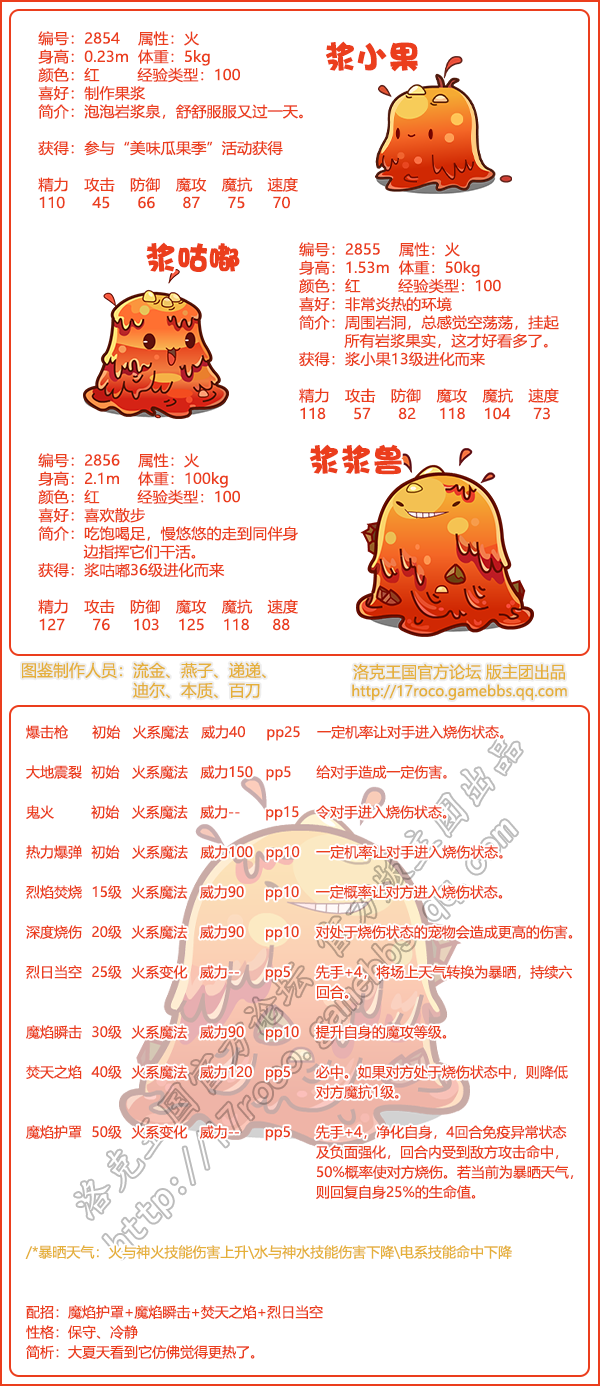 浆小果
编号：2854 属性：火
身高：0.23m 体重：5kg
颜色：红 经验类型：100
喜好：制作果浆
简介：泡泡岩浆泉，舒舒服服又过一天。
获得：参与“美味瓜果季”活动获得
精力 攻击 防御 魔攻 魔抗 速度
110 45 66 87 75 70
浆咕嘟
编号：2855 属性：火
身高：1.53m 体重：50kg
颜色：红 经验类型：100
喜好：非常炎热的环境
简介：周围岩洞，总感觉空荡荡，挂起
所有岩浆果实，这才好看多了。
获得：浆小果13级进化而来
精力 攻击 防御 魔攻 魔抗 速度
118 57 82 118 104 73
浆浆兽
编号：2856 属性：火
身高：2.1m 体重：100kg
颜色：红 经验类型：100
喜好：喜欢散步
简介：吃饱喝足，慢悠悠的走到同伴身
边指挥它们干活。
获得：浆咕嘟36级进化而来
精力 攻击 防御 魔攻 魔抗 速度
127 76 103 125 118 88
图鉴制作人员：流金、燕子、递递、
迪尔、本质、百刀
洛克王国官方论坛 版主团出品
http://17roco.gamebbs.qq.com
爆击枪 初始 火系魔法 威力40 pp25 一定机率让对手进入烧伤状态。
大地震裂 初始 火系魔法 威力150 pp5 给对手造成一定伤害。
鬼火 初始 火系魔法 威力-- pp15 令对手进入烧伤状态。
热力爆弹 初始 火系魔法 威力100 pp10 一定机率让对手进入烧伤状态。
烈焰焚烧 15级 火系魔法 威力90 pp10 一定概率让对方进入烧伤状态。
深度烧伤 20级 火系魔法 威力90 pp10 对处于烧伤状态的宠物会造成更高的伤害。
烈日当空 25级 火系变化 威力-- pp5 先手+4，将场上天气转换为暴晒，持续六
回合。
魔焰瞬击 30级 火系魔法 威力90 pp10 提升自身的魔攻等级。
焚天之焰 40级 火系魔法 威力120 pp5 必中。如果对方处于烧伤状态中，则降低
对方魔抗1级。
魔焰护罩 50级 火系变化 威力-- pp5 先手+4，净化自身，4回合免疫异常状态
及负面强化，回合内受到敌方攻击命中，
50%概率使对方烧伤。若当前为暴晒天气，
则回复自身25%的生命值。
洛克王国官方论坛 官方版主团出品
http://17roco.gamebbs.qq.com
/*暴晒天气：火与神火技能伤害上升\水与神水技能伤害下降\电系技能命中下降
配招：魔焰护罩+魔焰瞬击+焚天之焰+烈日当空
性格：保守、冷静
简析：大夏天看到它仿佛觉得更热了。